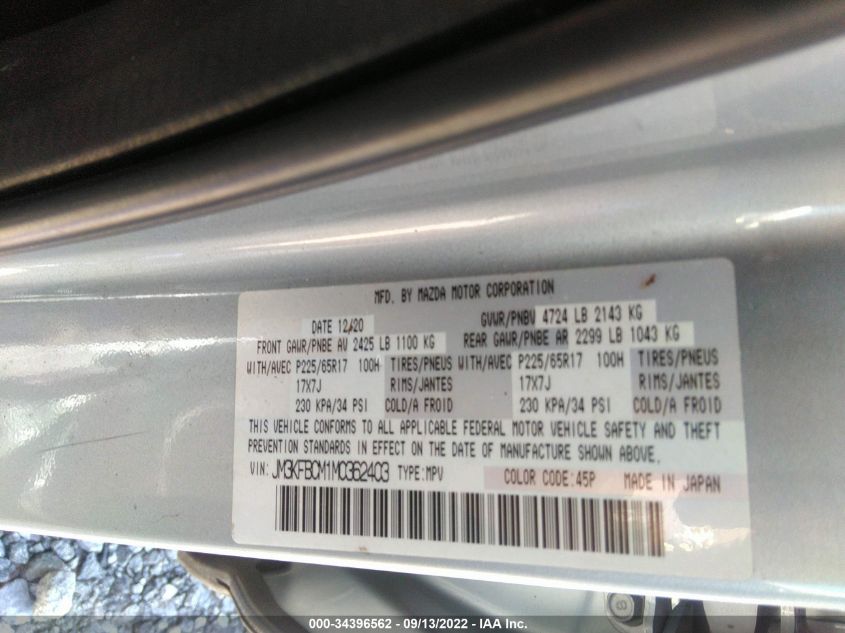 MFD. BY MAZDA MOTOR CORPORATION
DATE 12/20 GVWR/PNBV 4724 LB 2143 KG
FRONT GAWR/PNBE AV 2425 LB 1100 KG REAR GAWR/PNBE AR 2299 LB 1043 KG
WITH/AVEC P225/65R17 100H TIRES/PNEUS WITH/AVEC P225/65R17 100H TIRES/PNEUS
17X7J RIMS/JANTES 17X7J RIMS/JANTES
230 KPA/34 PSI COLD/A FROID 230 KPA/34 PSI COLD/A FROID
THIS VEHICLE CONFORMS TO ALL APPLICABLE FEDERAL MOTOR VEHICLE SAFETY AND THEFT
PREVENTION STANDARDS IN EFFECT ON THE DATE OF MANUFACTURE SHOWN ABOVE.
VIN: JM3KFBCM1M0362403 TYPE:MPV COLOR CODE:45P MADE IN JAPAN
8
000-34396562 - 09/13/2022 - IAA Inc.